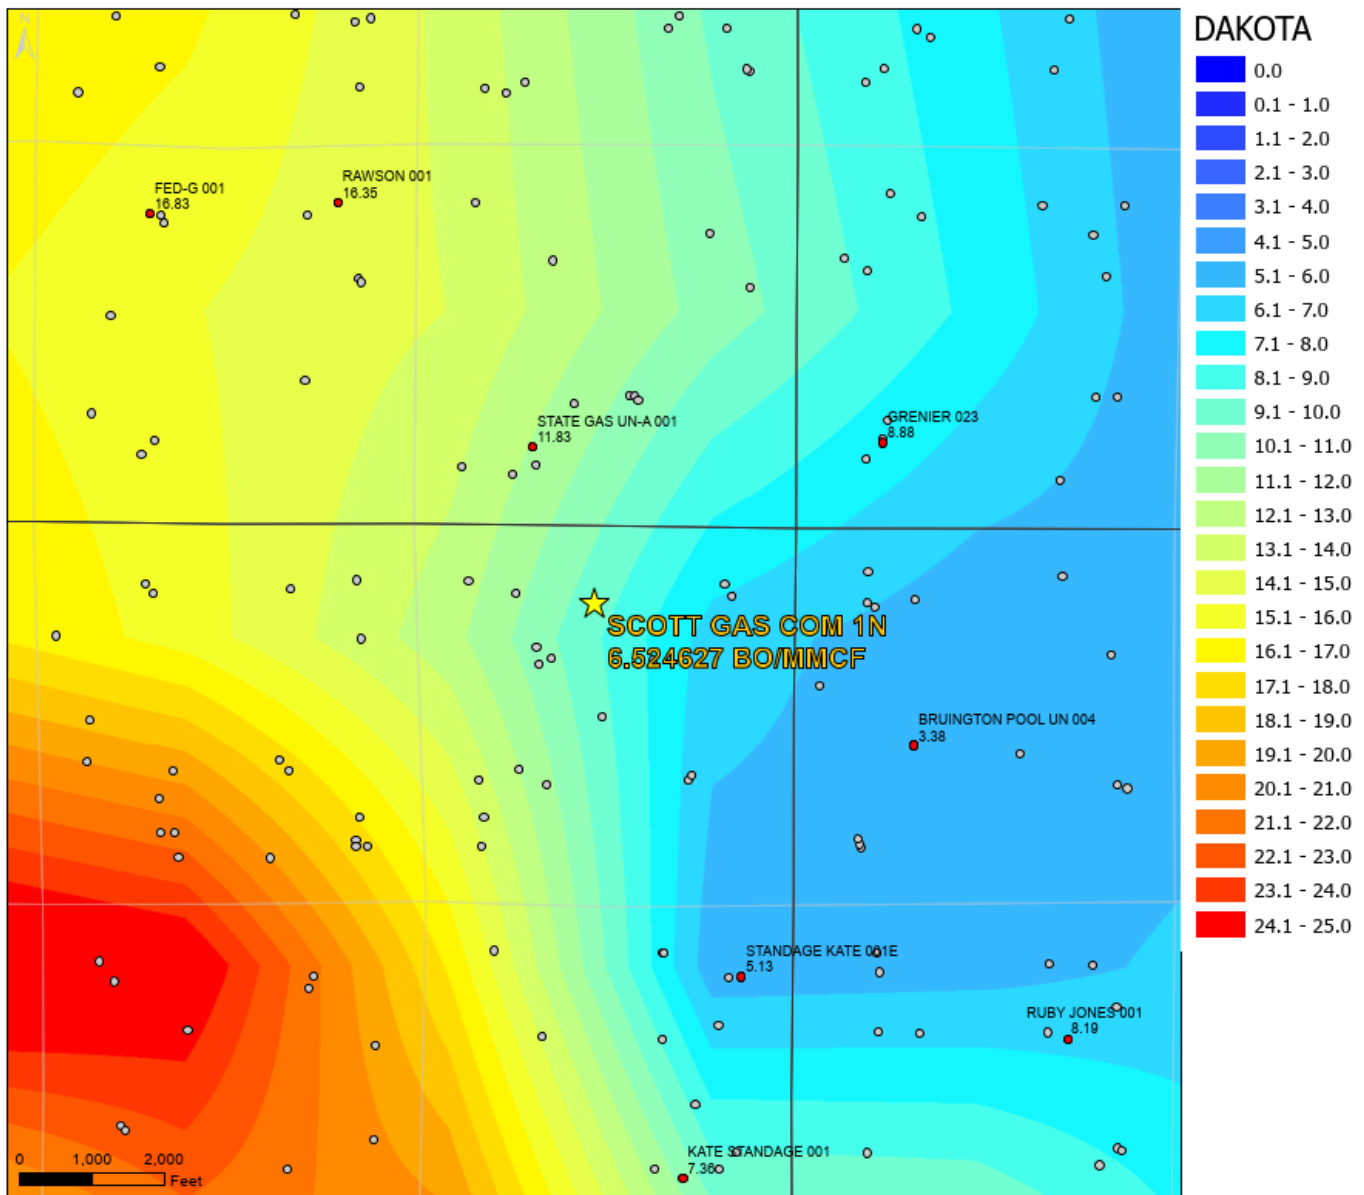 N
DAKOTA
0.0
0.1 - 1.0
1.1 - 2.0
2.1 - 3.0
3.1 - 4.0
4.1 - 5.0
5.1 - 6.0
6.1 - 7.0
7.1 - 8.0
8.1 - 9.0
9.1 - 10.0
10.1 - 11.0
11.1 - 12.0
12.1 - 13.0
13.1 - 14.0
14.1 - 15.0
15.1 - 16.0
16.1 - 17.0
17.1 - 18.0
18.1 - 19.0
19.1 - 20.0
20.1 - 21.0
21.1 - 22.0
22.1 - 23.0
23.1 - 24.0
24.1 - 25.0
FED-G 001
16.83
RAWSON 001
16.35
STATE GAS UN-A 001
11.83
GRENIER 023
8.88
SCOTT GAS COM 1N
6.524627 BO/MMCF
BRUINGTON POOL UN 004
3.38
STANDAGE KATE 001E
5.13
RUBY JONES 001
8.19
KATE STANDAGE 001
7.36
0 1,000 2,000
Feet